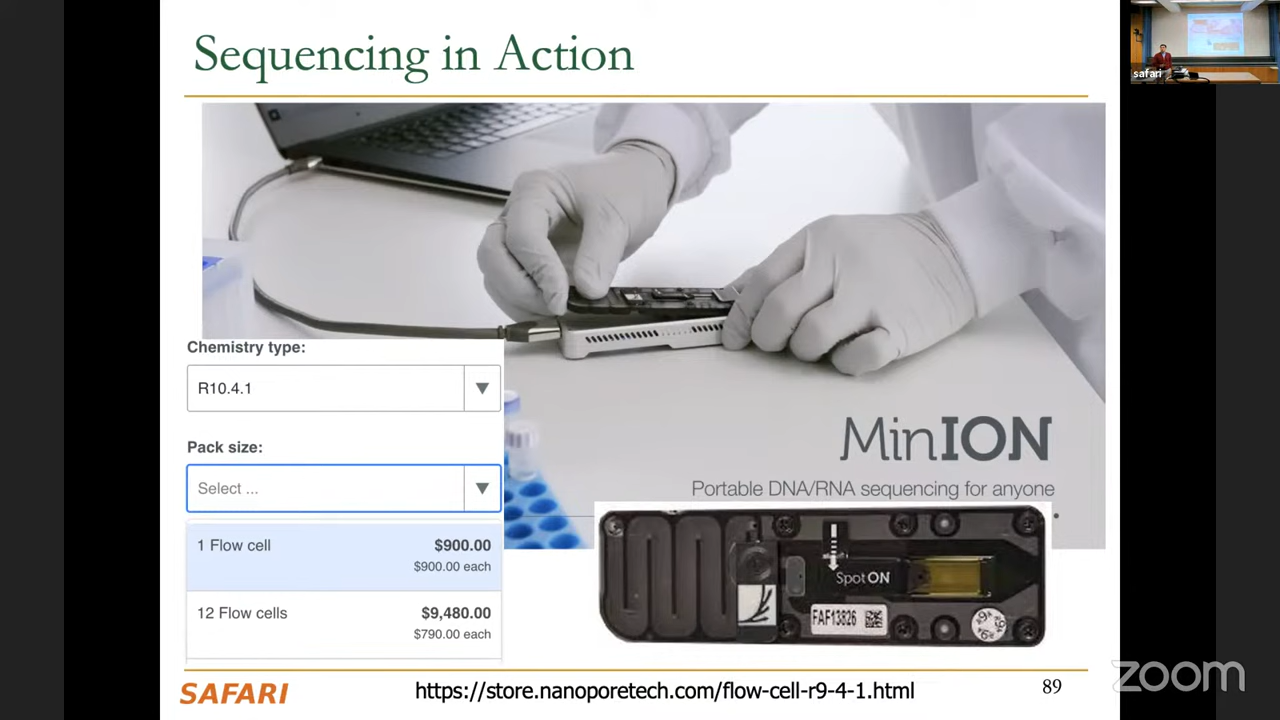 Sequencing in Action
safari
Chemistry type:
R10.4.1
Pack size:
Select ...
1 Flow cell $900.00
$900.00 each
12 Flow cells $9,480.00
$790.00 each
MinION
Portable DNA/RNA sequencing for anyone
SpotON
FAF13826
SAFARI
https://store.nanoporetech.com/flow-cell-r9-4-1.html
89
zoom